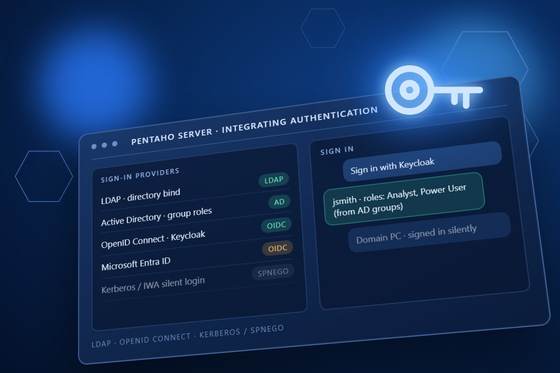 PENTAHO SERVER · INTEGRATING AUTHENTICATION
SIGN-IN PROVIDERS
LDAP · directory bind
LDAP
Active Directory · group roles
AD
OpenID Connect · Keycloak
OIDC
Microsoft Entra ID
OIDC
Kerberos / IWA silent login
SPNEGO
SIGN IN
Sign in with Keycloak
jsmith · roles: Analyst, Power User
(from AD groups)
Domain PC · signed in silently
LDAP · OPENID CONNECT · KERBEROS / SPNEGO